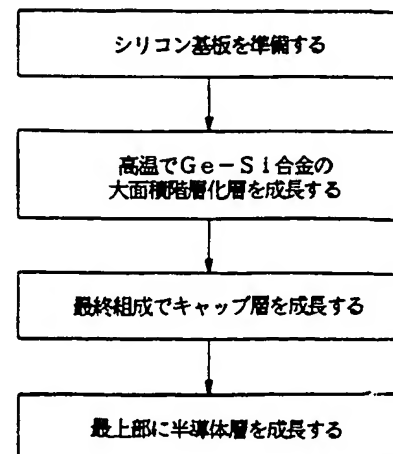 シリコン基板を準備する
高温でGe－Si合金の
大面積階層化層を成長する
最終組成でキャップ層を成長する
最上部に半導体層を成長する